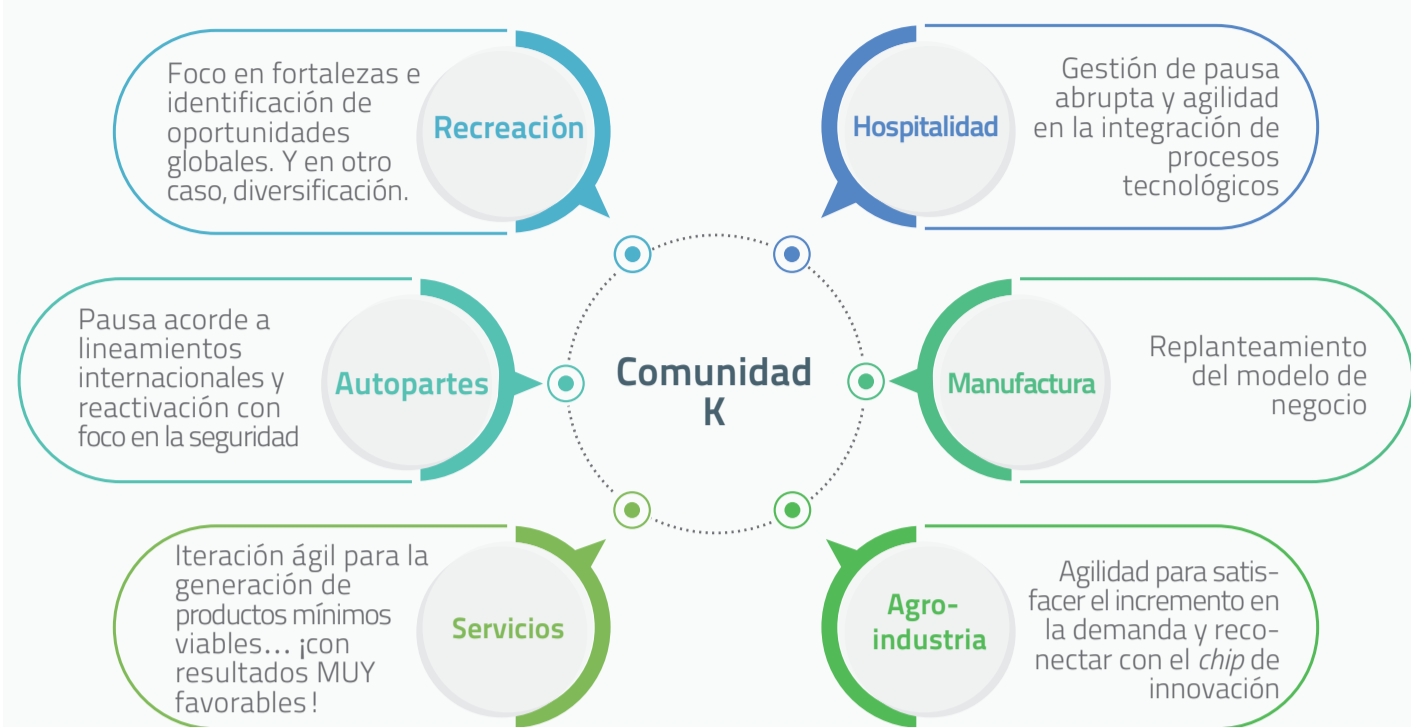 Foco en fortalezas e
identificación de
oportunidades
globales. Y en otro
caso, diversificación.
Recreación
Hospitalidad
Gestión de pausa
abrupta y agilidad
en la integración de
procesos
tecnológicos
Pausa acorde a
lineamientos
internacionales y
reactivación con
foco en la seguridad
Autopartes
Comunidad
K
Manufactura
Replanteamiento
del modelo de
negocio
Iteración ágil para la
generación de
productos mínimos
viables... ¡con
resultados MUY
favorables!
Servicios
Agro-
industria
Agilidad para satis-
facer el incremento en
la demanda y reco-
nectar con el chip de
innovación